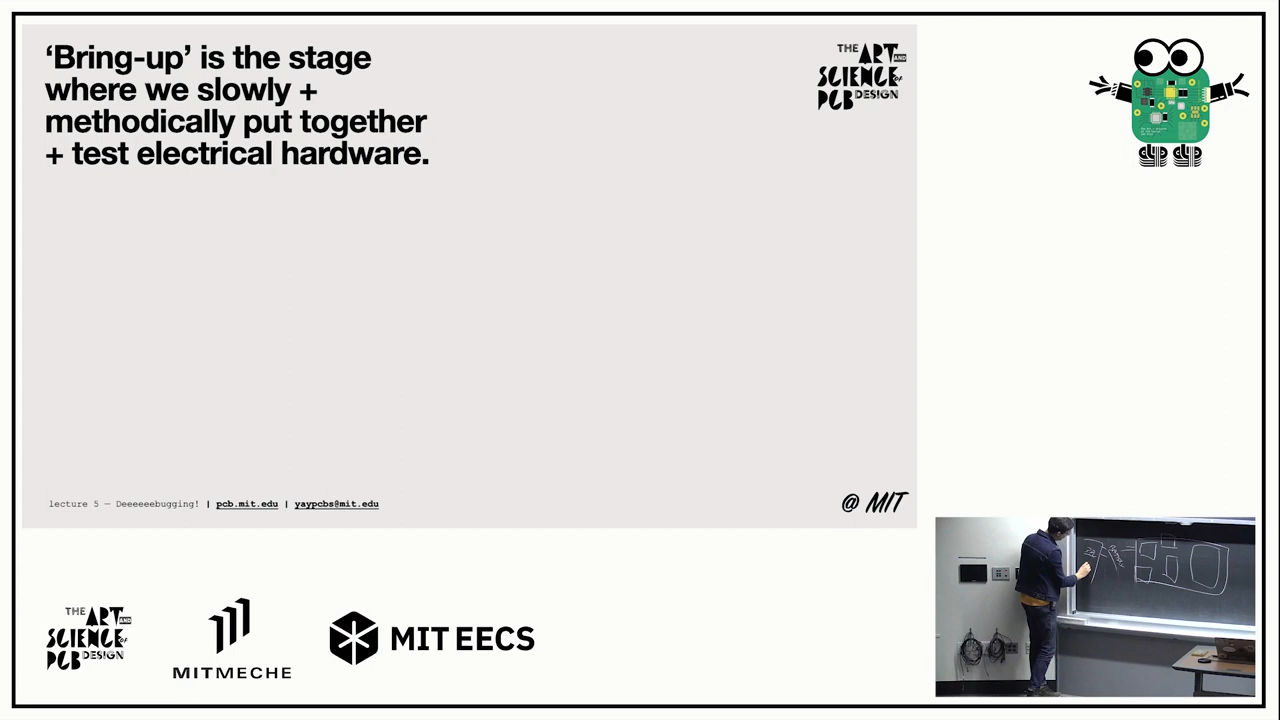 ‘Bring-up’ is the stage
where we slowly +
methodically put together
+ test electrical hardware.
THE ART AND
SCIENCE of
PCB DESIGN
lecture 5 — Deeeeeebugging! | pcb.mit.edu | yaypcbs@mit.edu
@ MIT
THE ART AND
SCIENCE of
PCB DESIGN
MITMECHE
MIT EECS